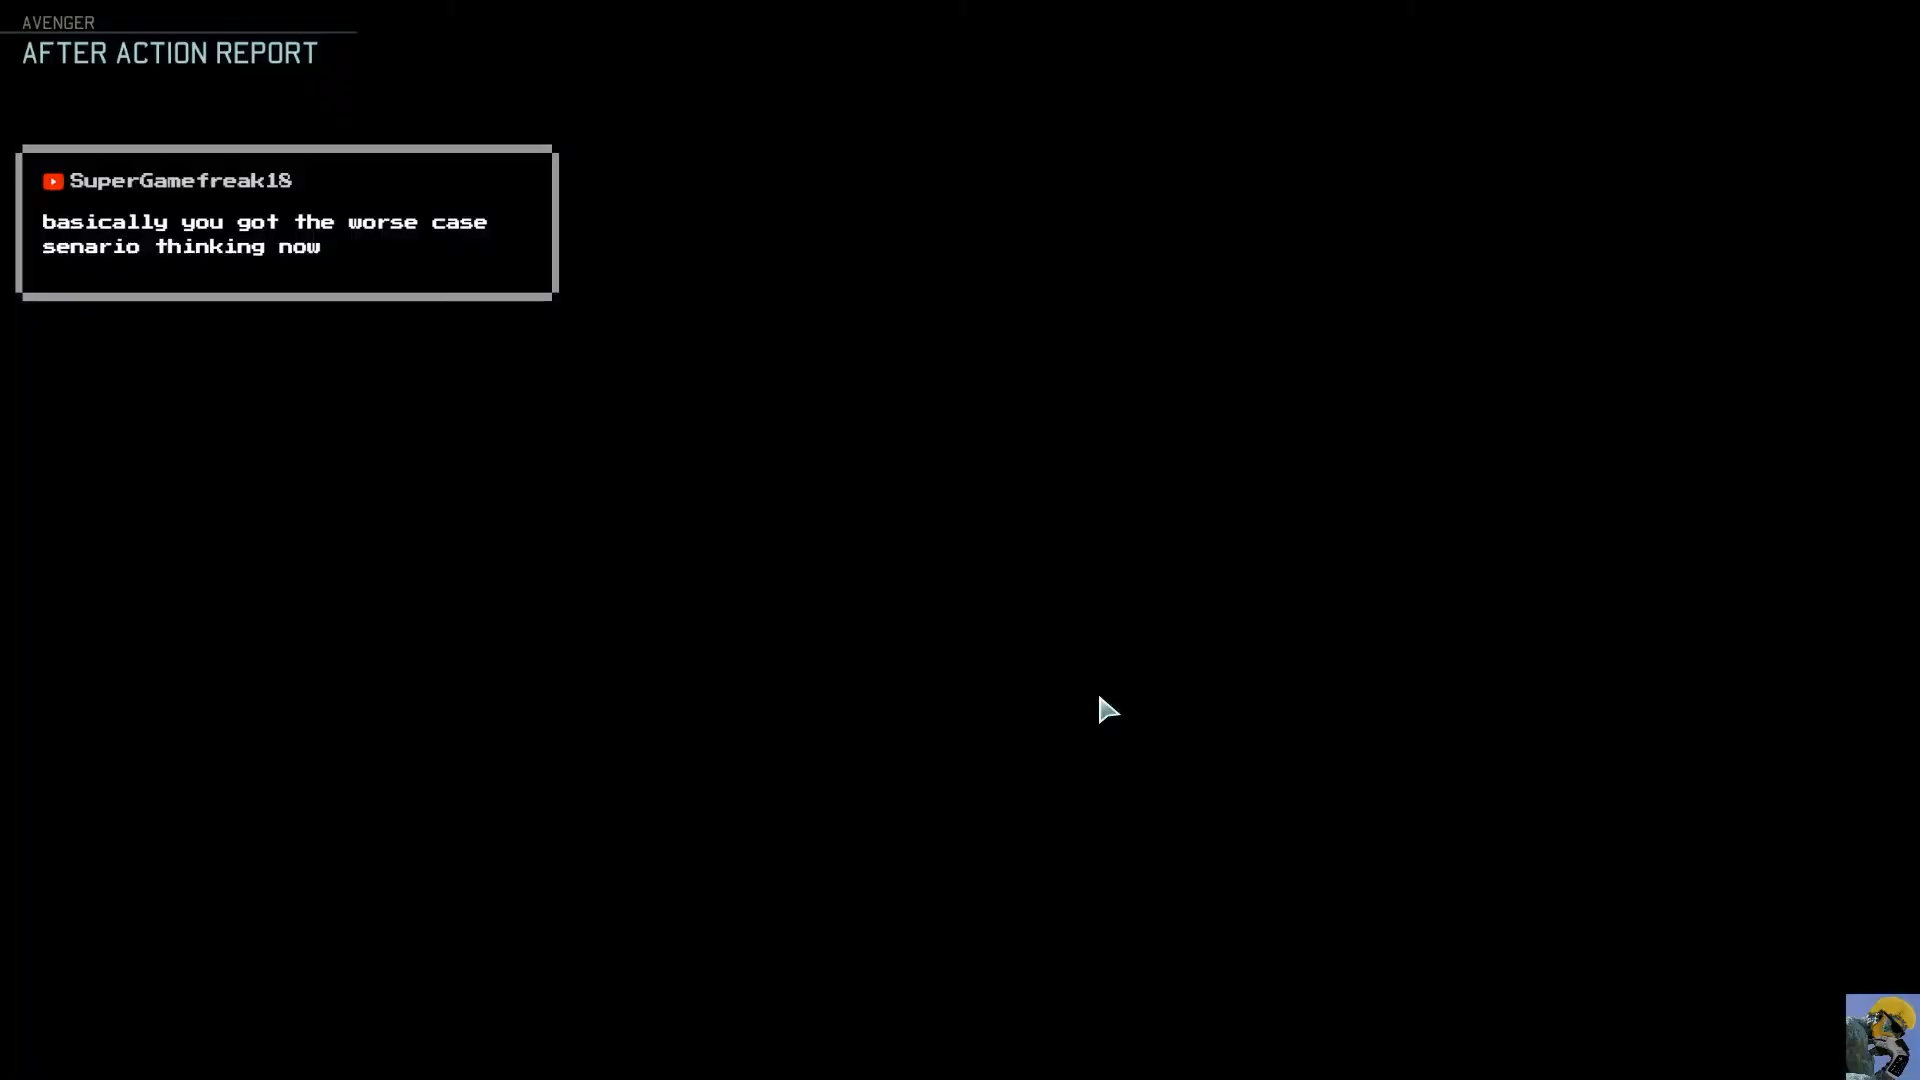 AVENGER
AFTER ACTION REPORT
SuperGamefreak18
basically you got the worse case
senario thinking now